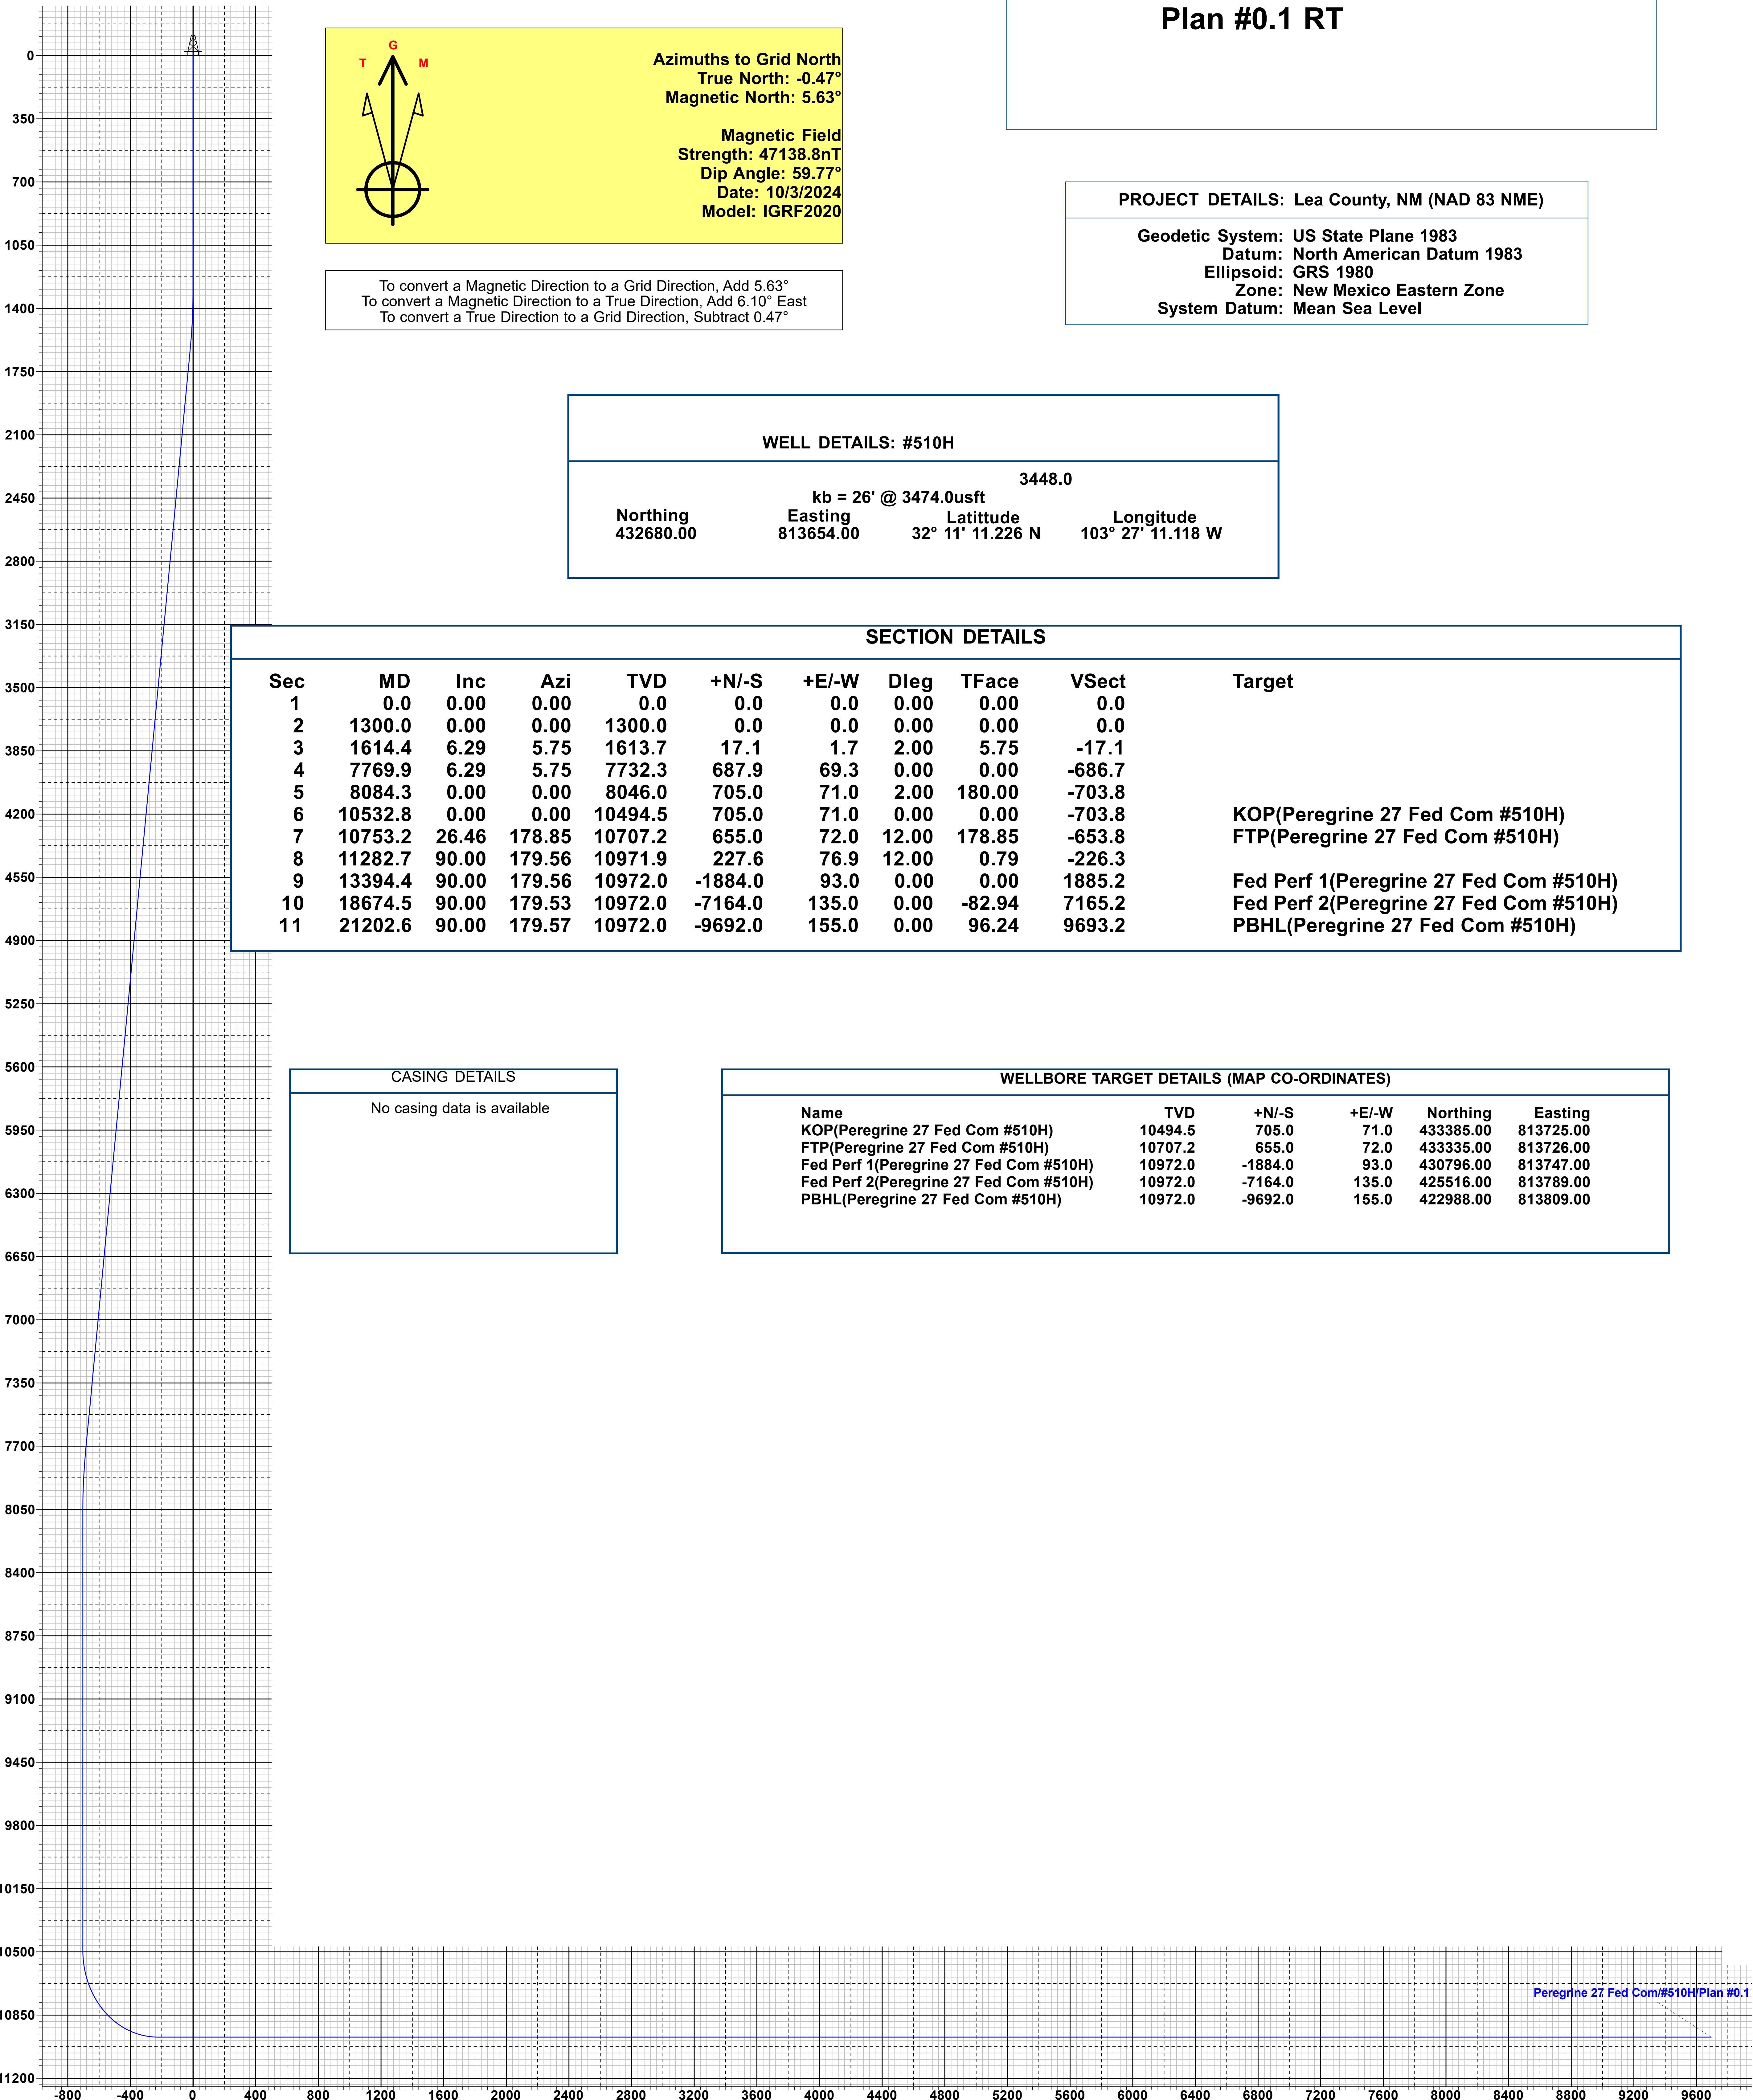 Plan #0.1 RT
G
T M
Azimuths to Grid North
True North: -0.47°
Magnetic North: 5.63°
Magnetic Field
Strength: 47138.8nT
Dip Angle: 59.77°
Date: 10/3/2024
Model: IGRF2020
To convert a Magnetic Direction to a Grid Direction, Add 5.63°
To convert a Magnetic Direction to a True Direction, Add 6.10° East
To convert a True Direction to a Grid Direction, Subtract 0.47°
PROJECT DETAILS: Lea County, NM (NAD 83 NME)
Geodetic System: US State Plane 1983
Datum: North American Datum 1983
Ellipsoid: GRS 1980
Zone: New Mexico Eastern Zone
System Datum: Mean Sea Level
WELL DETAILS: #510H
3448.0
kb = 26' @ 3474.0usft
Northing Easting Latittude Longitude
432680.00 813654.00 32° 11' 11.226 N 103° 27' 11.118 W
SECTION DETAILS
Sec MD Inc Azi TVD +N/-S +E/-W Dleg TFace VSect Target
1 0.0 0.00 0.00 0.0 0.0 0.0 0.00 0.00 0.0
2 1300.0 0.00 0.00 1300.0 0.0 0.0 0.00 0.00 0.0
3 1614.4 6.29 5.75 1613.7 17.1 1.7 2.00 5.75 -17.1
4 7769.9 6.29 5.75 7732.3 687.9 69.3 0.00 0.00 -686.7
5 8084.3 0.00 0.00 8046.0 705.0 71.0 2.00 180.00 -703.8
6 10532.8 0.00 0.00 10494.5 705.0 71.0 0.00 0.00 -703.8 KOP(Peregrine 27 Fed Com #510H)
7 10753.2 26.46 178.85 10707.2 655.0 72.0 12.00 178.85 -653.8 FTP(Peregrine 27 Fed Com #510H)
8 11282.7 90.00 179.56 10971.9 227.6 76.9 12.00 0.79 -226.3
9 13394.4 90.00 179.56 10972.0 -1884.0 93.0 0.00 0.00 1885.2 Fed Perf 1(Peregrine 27 Fed Com #510H)
10 18674.5 90.00 179.53 10972.0 -7164.0 135.0 0.00 -82.94 7165.2 Fed Perf 2(Peregrine 27 Fed Com #510H)
11 21202.6 90.00 179.57 10972.0 -9692.0 155.0 0.00 96.24 9693.2 PBHL(Peregrine 27 Fed Com #510H)
CASING DETAILS
No casing data is available
WELLBORE TARGET DETAILS (MAP CO-ORDINATES)
Name TVD +N/-S +E/-W Northing Easting
KOP(Peregrine 27 Fed Com #510H) 10494.5 705.0 71.0 433385.00 813725.00
FTP(Peregrine 27 Fed Com #510H) 10707.2 655.0 72.0 433335.00 813726.00
Fed Perf 1(Peregrine 27 Fed Com #510H) 10972.0 -1884.0 93.0 430796.00 813747.00
Fed Perf 2(Peregrine 27 Fed Com #510H) 10972.0 -7164.0 135.0 425516.00 813789.00
PBHL(Peregrine 27 Fed Com #510H) 10972.0 -9692.0 155.0 422988.00 813809.00
0
350
700
1050
1400
1750
2100
2450
2800
3150
3500
3850
4200
4550
4900
5250
5600
5950
6300
6650
7000
7350
7700
8050
8400
8750
9100
9450
9800
10150
10500
10850
11200
Peregrine 27 Fed Com/#510H/Plan #0.1
-800 -400 0 400 800 1200 1600 2000 2400 2800 3200 3600 4000 4400 4800 5200 5600 6000 6400 6800 7200 7600 8000 8400 8800 9200 9600